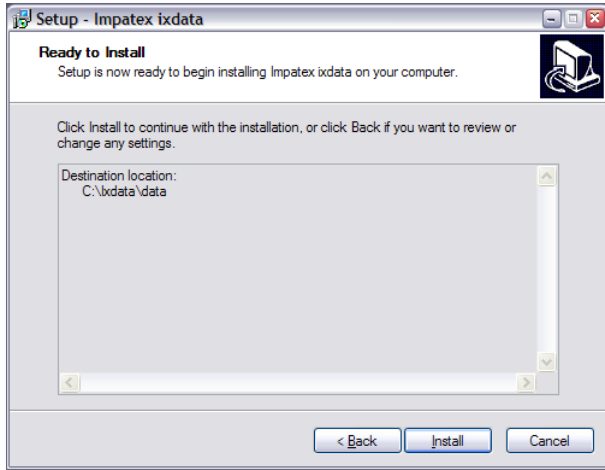 Setup - Impatex ixdata
Ready to Install
Setup is now ready to begin installing Impatex ixdata on your computer.
Click Install to continue with the installation, or click Back if you want to review or
change any settings.
Destination location:
C:\Ixdata\data
< Back
Install
Cancel